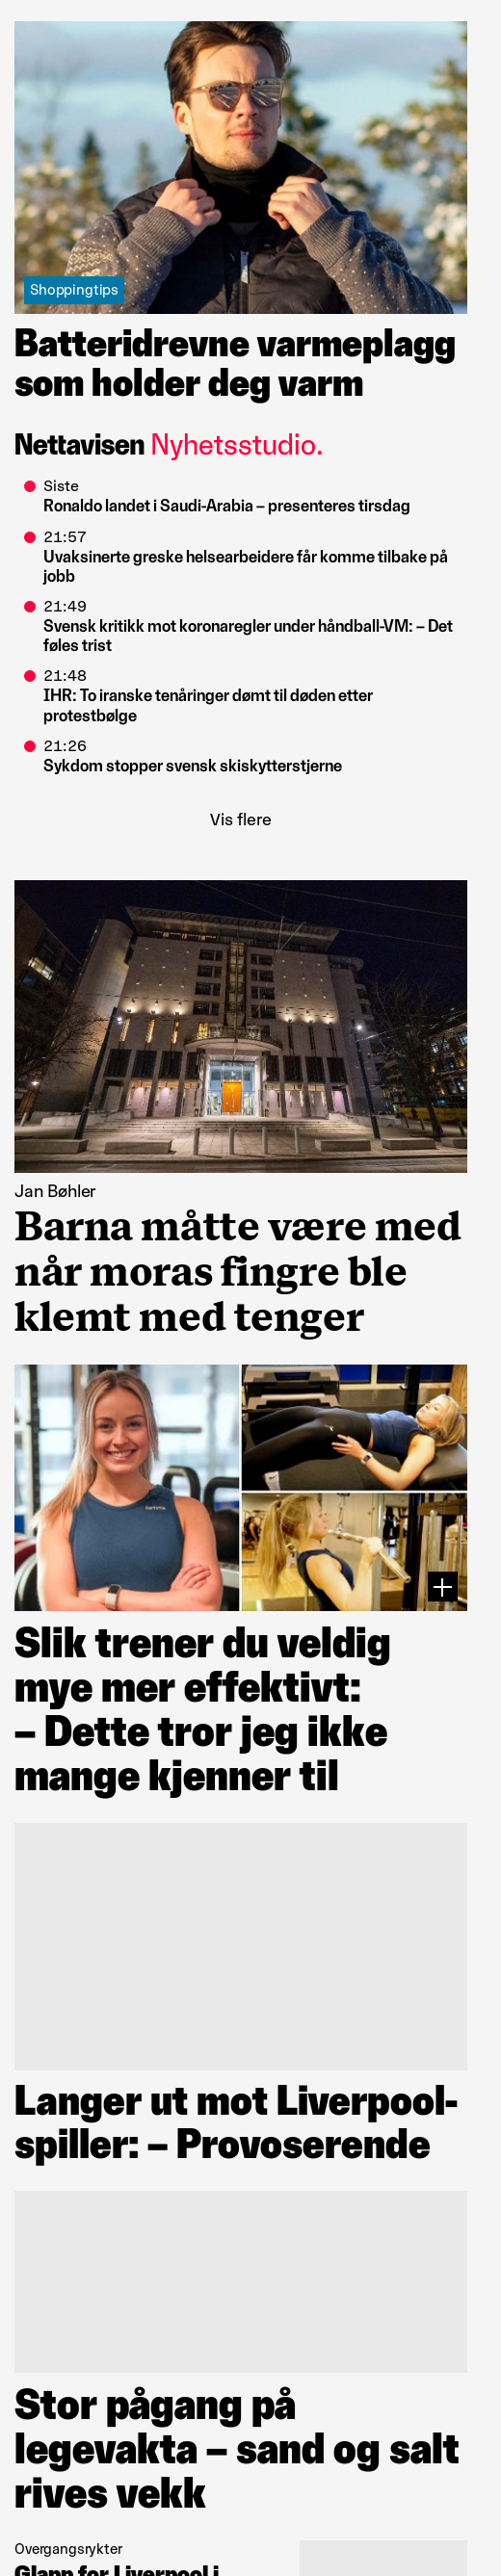 Shoppingtips
Batteridrevne varmeplagg
som holder deg varm
Nettavisen Nyhetsstudio.
Siste
Ronaldo landet i Saudi-Arabia – presenteres tirsdag
21:57
Uvaksinerte greske helsearbeidere får komme tilbake på
jobb
21:49
Svensk kritikk mot koronaregler under håndball-VM: – Det
føles trist
21:48
IHR: To iranske tenåringer dømt til døden etter
protestbølge
21:26
Sykdom stopper svensk skiskytterstjerne
Vis flere
Jan Bøhler
Barna måtte være med
når moras fingre ble
klemt med tenger
Slik trener du veldig
mye mer effektivt:
– Dette tror jeg ikke
mange kjenner til
Langer ut mot Liverpool-
spiller: – Provoserende
Stor pågang på
legevakta – sand og salt
rives vekk
Overgangsrykter
Glapp for Liverpool i